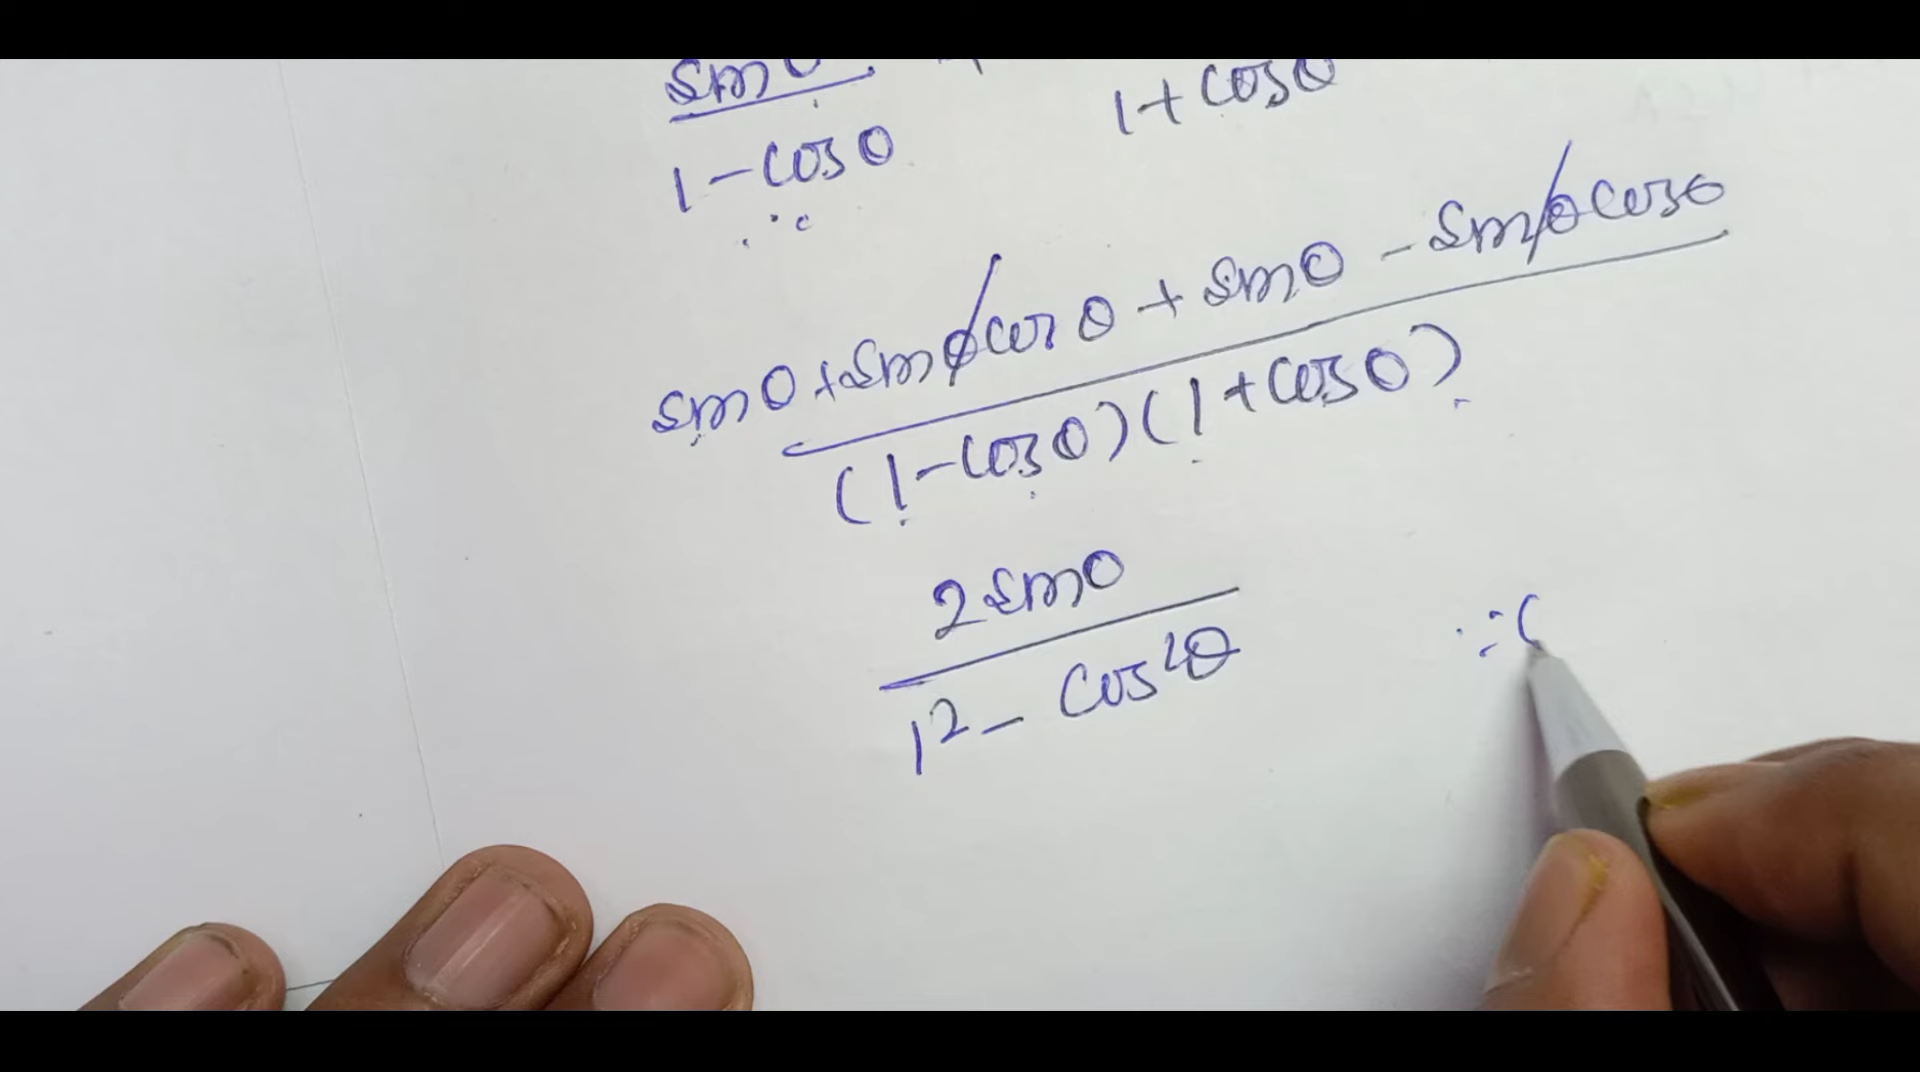 sinθ
1-cosθ 1+cosθ
sinθ+sinθcosθ+sinθ-sinθcosθ
(1-cosθ)(1+cosθ)
2sinθ
1²-cos²θ ∵(